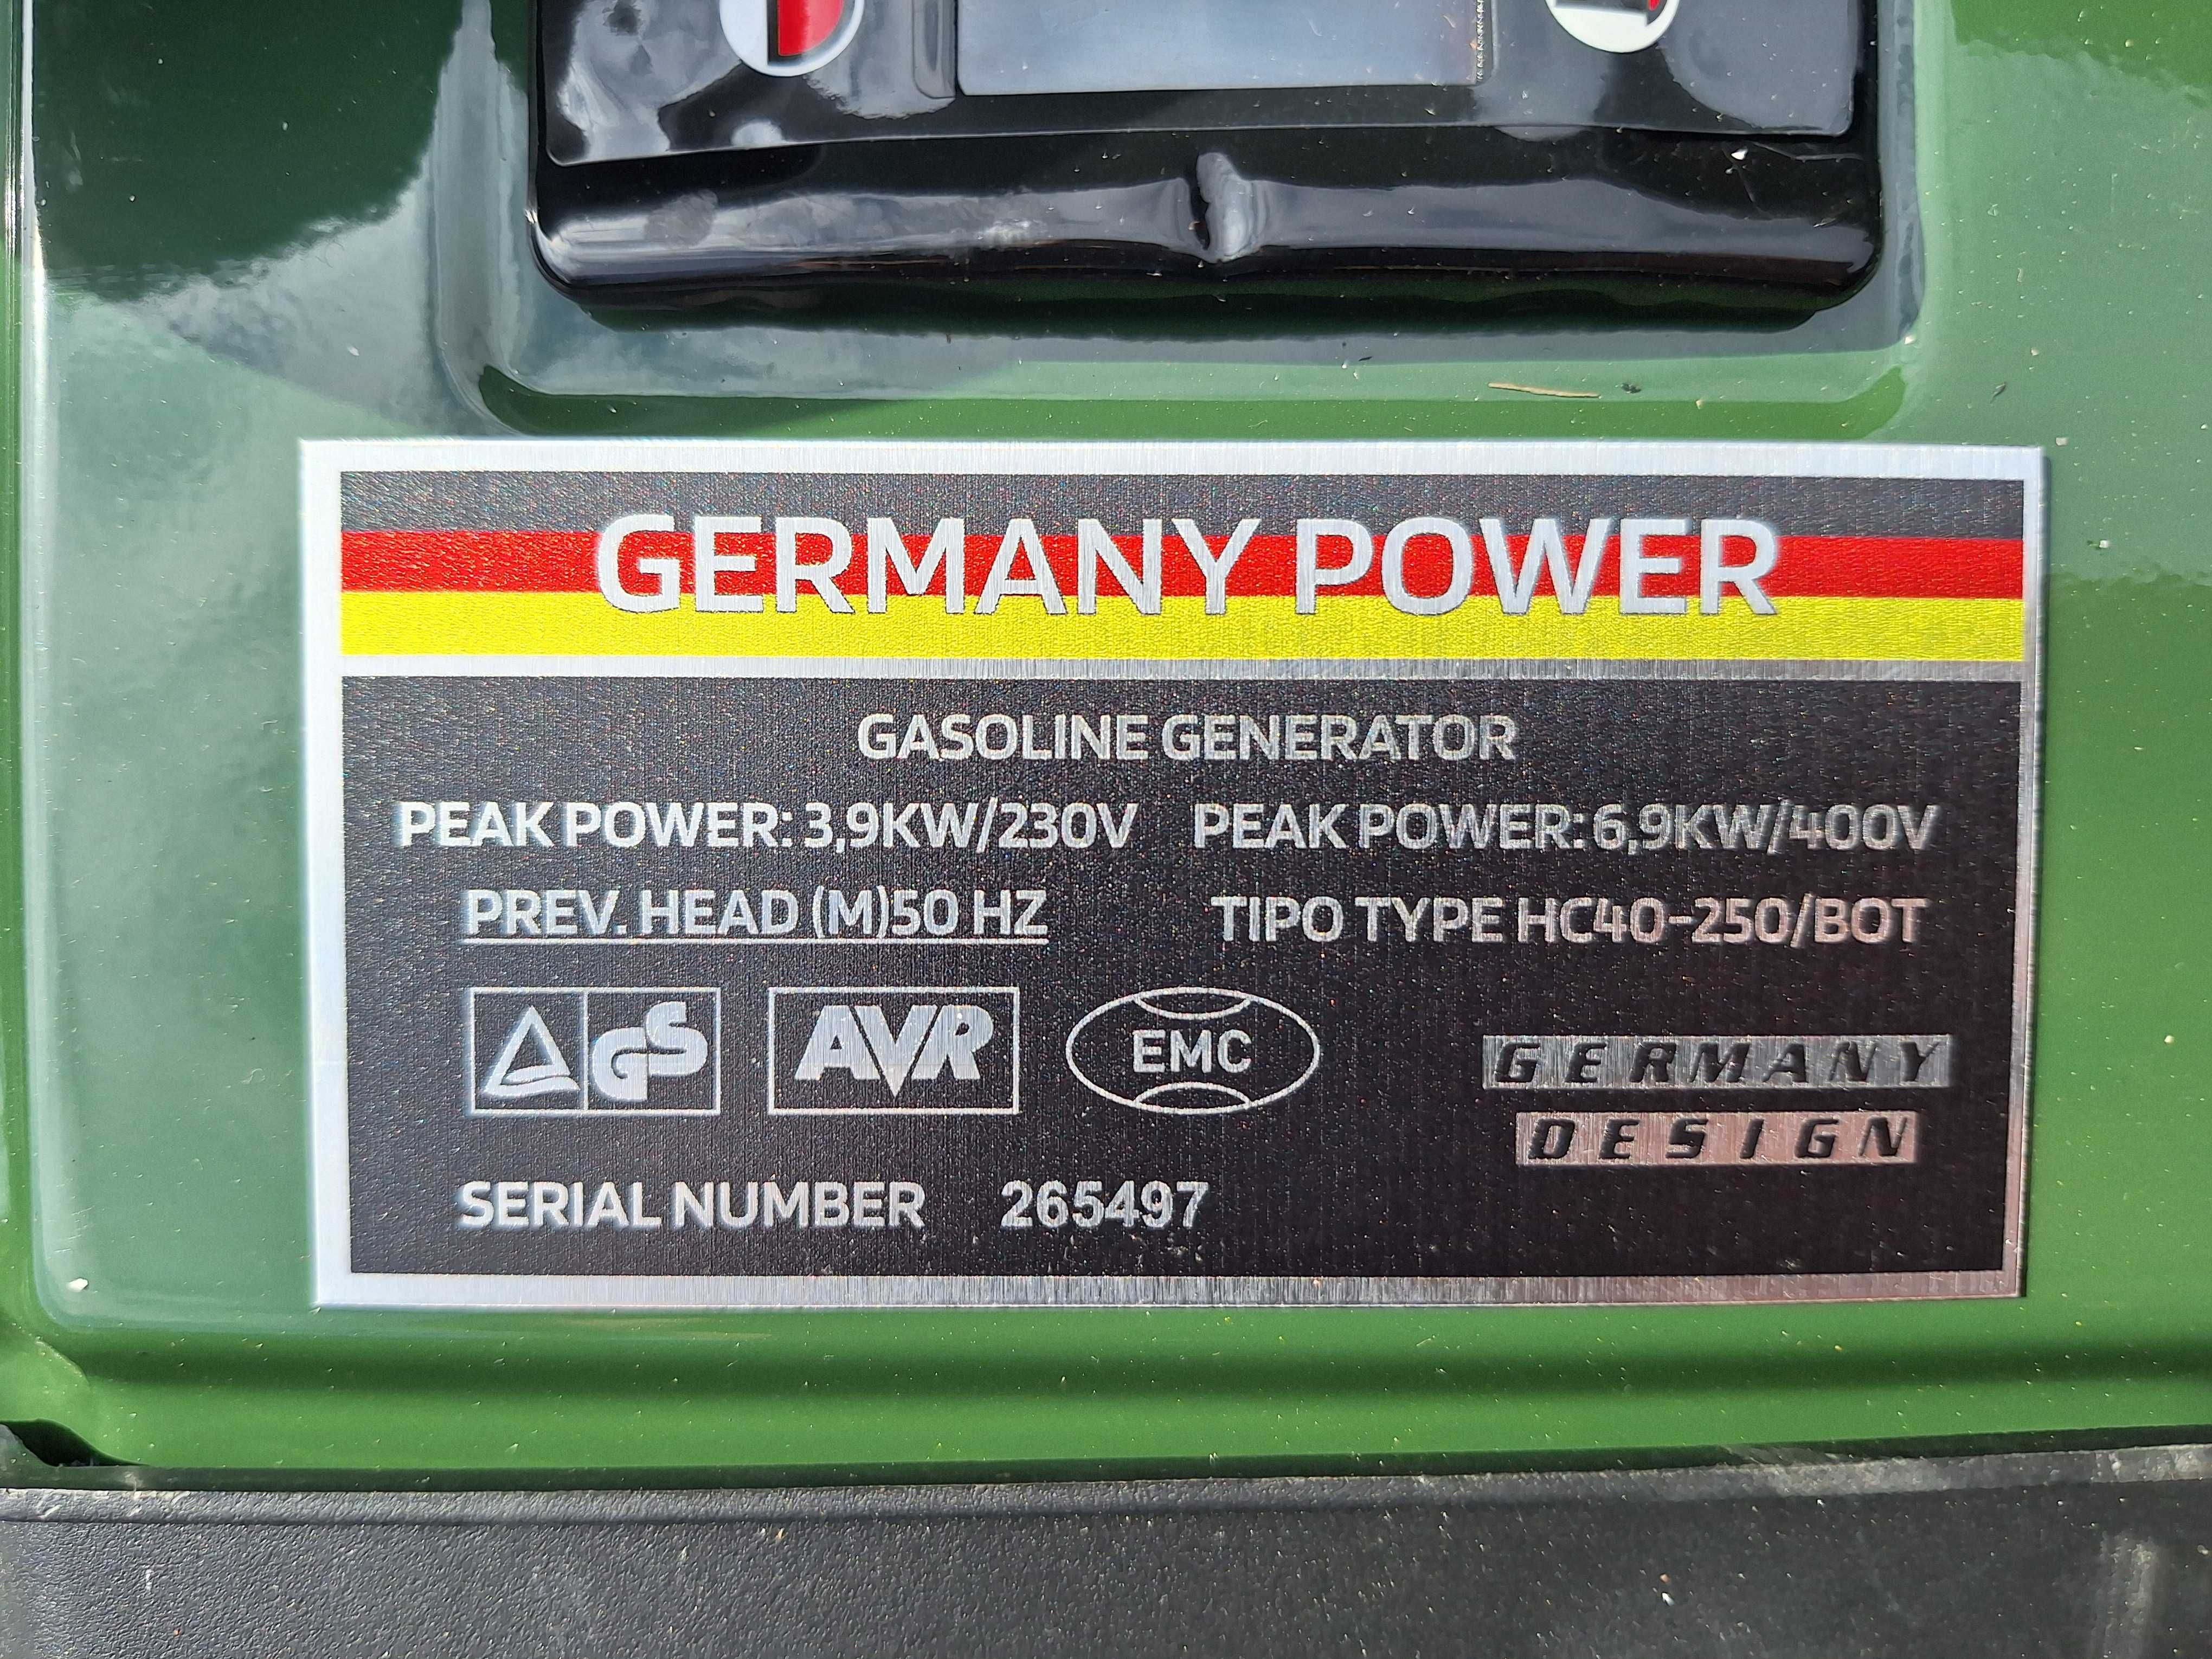 GERMANY POWER
GASOLINE GENERATOR
PEAK POWER: 3,9KW/230V PEAK POWER:6,9KW/400V
PREV. HEAD (M)50 HZ TIPO TYPE HC40-250/BOT
GS AVR EMC
GERMANY
DESIGN
SERIAL NUMBER 265497